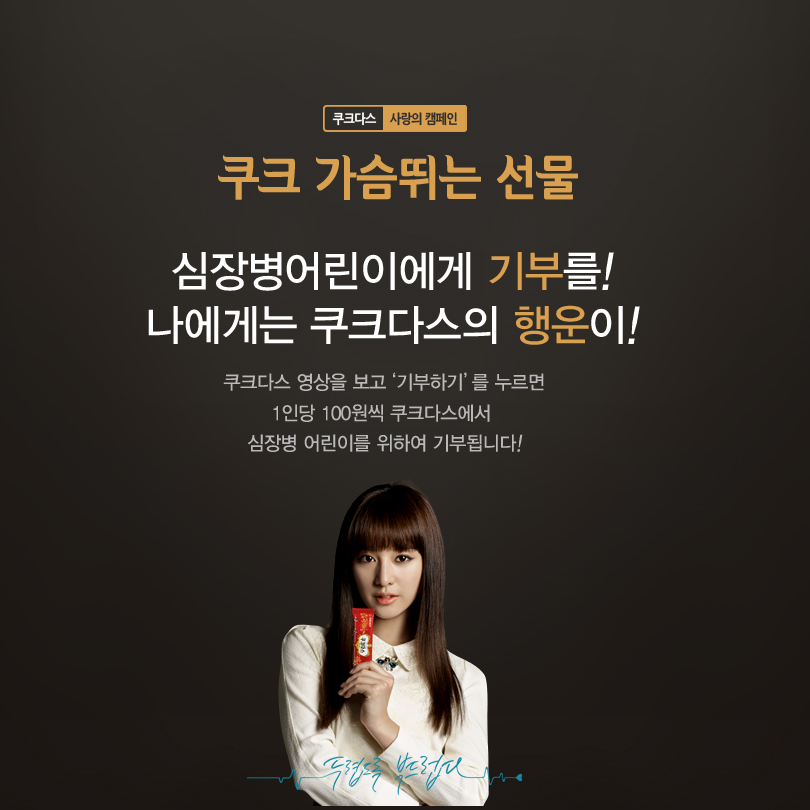 쿠크다스 사랑의 캠페인
쿠크 가슴뛰는 선물
심장병어린이에게 기부를!
나에게는 쿠크다스의 행운이!
쿠크다스 영상을 보고 ‘기부하기’를 누르면
1인당 100원씩 쿠크다스에서
심장병 어린이를 위하여 기부됩니다!
두렵도록 부드럽다